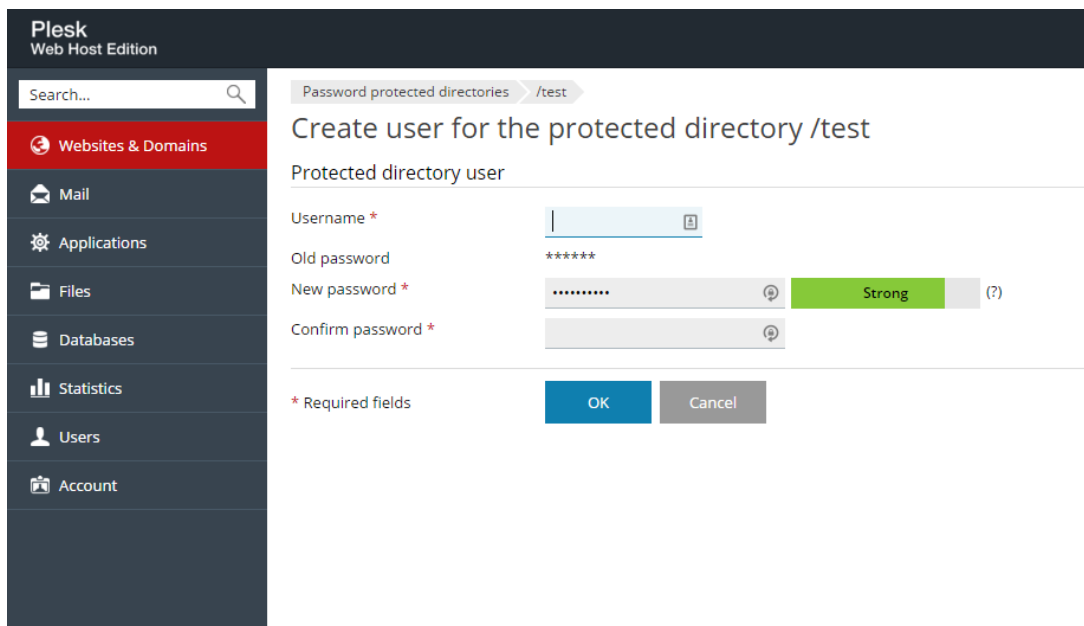 Plesk
Web Host Edition
Search...
Websites & Domains
Mail
Applications
Files
Databases
Statistics
Users
Account
Password protected directories /test
Create user for the protected directory /test
Protected directory user
Username *
Old password ******
New password * •••••••••• Strong (?)
Confirm password *
* Required fields OK Cancel